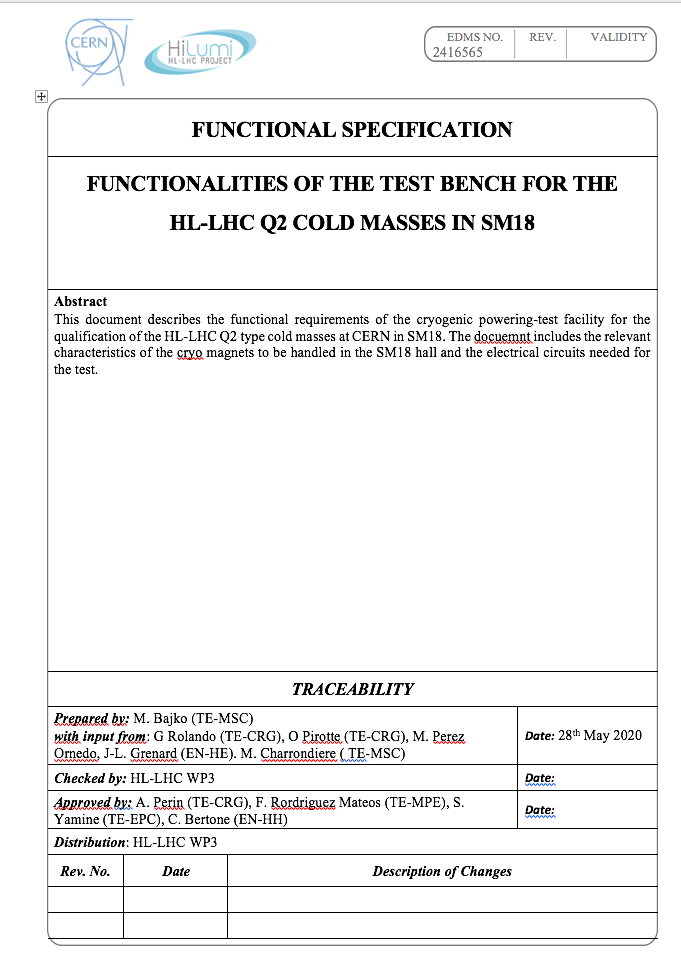 CERN
HiLumi
HL-LHC PROJECT
EDMS NO. REV. VALIDITY
2416565
FUNCTIONAL SPECIFICATION
FUNCTIONALITIES OF THE TEST BENCH FOR THE
HL-LHC Q2 COLD MASSES IN SM18
Abstract
This document describes the functional requirements of the cryogenic powering-test facility for the
qualification of the HL-LHC Q2 type cold masses at CERN in SM18. The docuemnt includes the relevant
characteristics of the cryo magnets to be handled in the SM18 hall and the electrical circuits needed for
the test.
TRACEABILITY
Prepared by: M. Bajko (TE-MSC)
with input from: G Rolando (TE-CRG), O Pirotte (TE-CRG), M. Perez
Ornedo, J-L. Grenard (EN-HE). M. Charrondiere ( TE-MSC)
Date: 28th May 2020
Checked by: HL-LHC WP3
Date:
Approved by: A. Perin (TE-CRG), F. Rordriguez Mateos (TE-MPE), S.
Yamine (TE-EPC), C. Bertone (EN-HH)
Date:
Distribution: HL-LHC WP3
Rev. No. Date Description of Changes